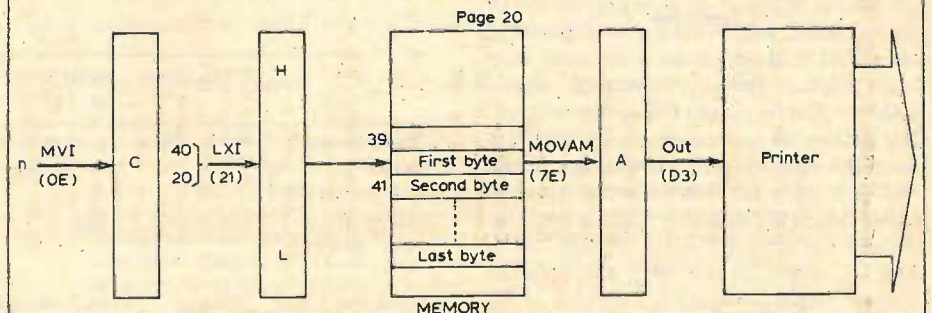 Page 20
n
MVI
(0E)
C
40
20
LXI
(21)
H
L
39
41
First byte
Second byte
Last byte
MEMORY
MOVAM
(7E)
A
Out
(D3)
Printer